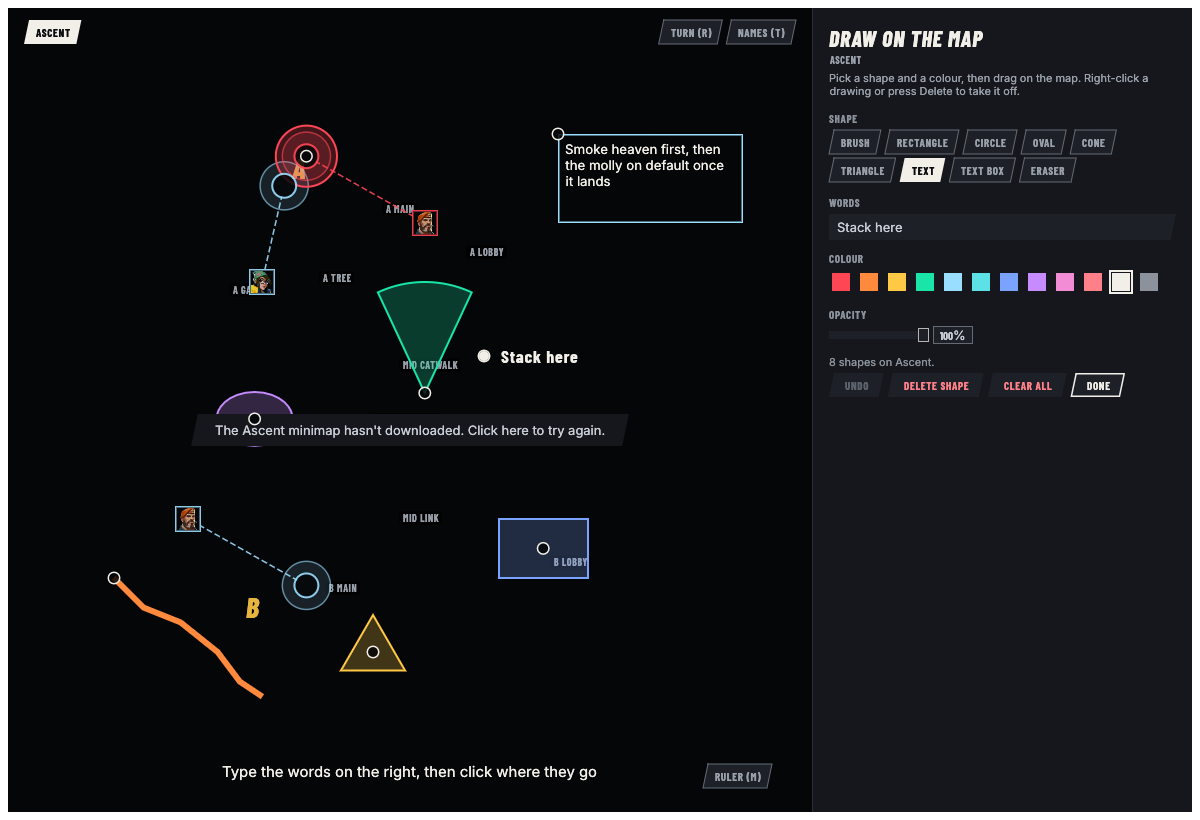 ASCENT
TURN (R)
NAMES (T)
A
A MAIN
Smoke heaven first, then
the molly on default once
it lands
A LOBBY
A TREE
A GA
MID CATWALK
Stack here
The Ascent minimap hasn't downloaded. Click here to try again.
MID LINK
B LOBBY
B MAIN
B
Type the words on the right, then click where they go
RULER (M)
DRAW ON THE MAP
ASCENT
Pick a shape and a colour, then drag on the map. Right-click a
drawing or press Delete to take it off.
SHAPE
BRUSH
RECTANGLE
CIRCLE
OVAL
CONE
TRIANGLE
TEXT
TEXT BOX
ERASER
WORDS
Stack here
COLOUR
OPACITY
100%
8 shapes on Ascent.
UNDO
DELETE SHAPE
CLEAR ALL
DONE